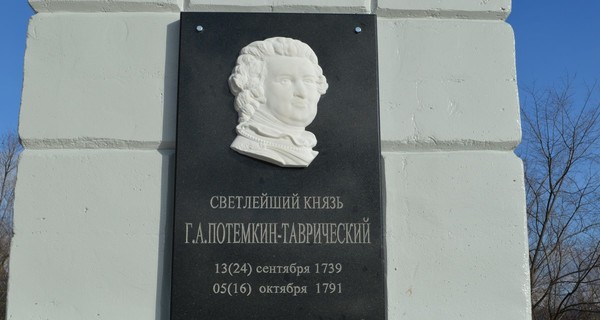 СВЕТЛЕЙШИЙ КНЯЗЬ
Г.А.ПОТЕМКИН-ТАВРИЧЕСКИЙ
13(24) сентября 1739
05(16) октября 1791